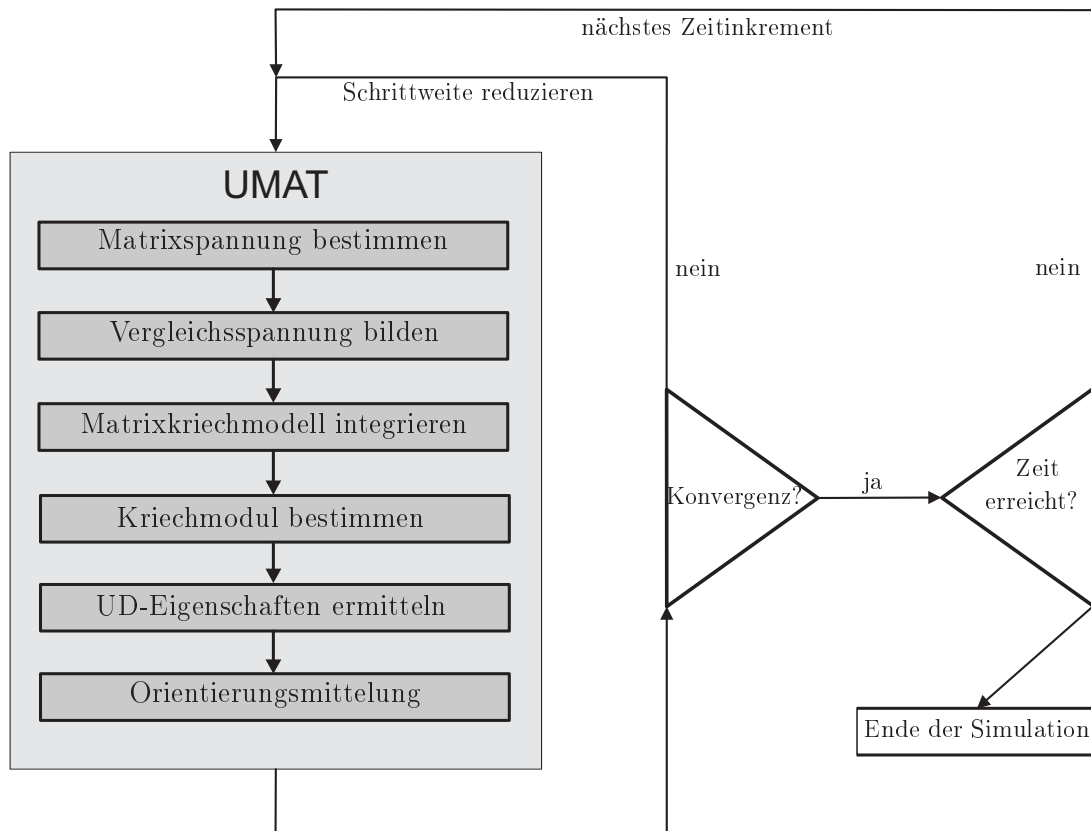 nächstes Zeitinkrement
Schrittweite reduzieren
UMAT
Matrixspannung bestimmen
Vergleichsspannung bilden
Matrixkriechmodell integrieren
Kriechmodul bestimmen
UD-Eigenschaften ermitteln
Orientierungsmittelung
nein
nein
Konvergenz?
ja
Zeit
erreicht?
Ende der Simulation